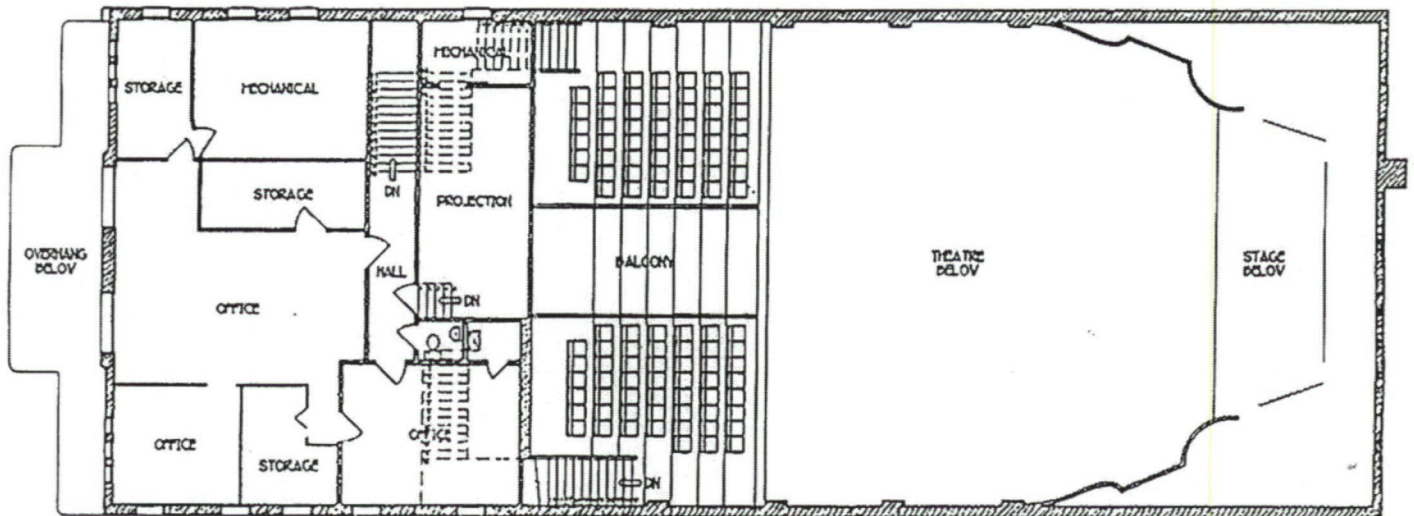 MECHANICAL
STORAGE
MECHANICAL
DN
STORAGE
PROJECTION
OVERHANG
BELOW
HALL
BALCONY
THEATRE
BELOW
STAGE
BELOW
DN
OFFICE
OFFICE
OFFICE
STORAGE
DN